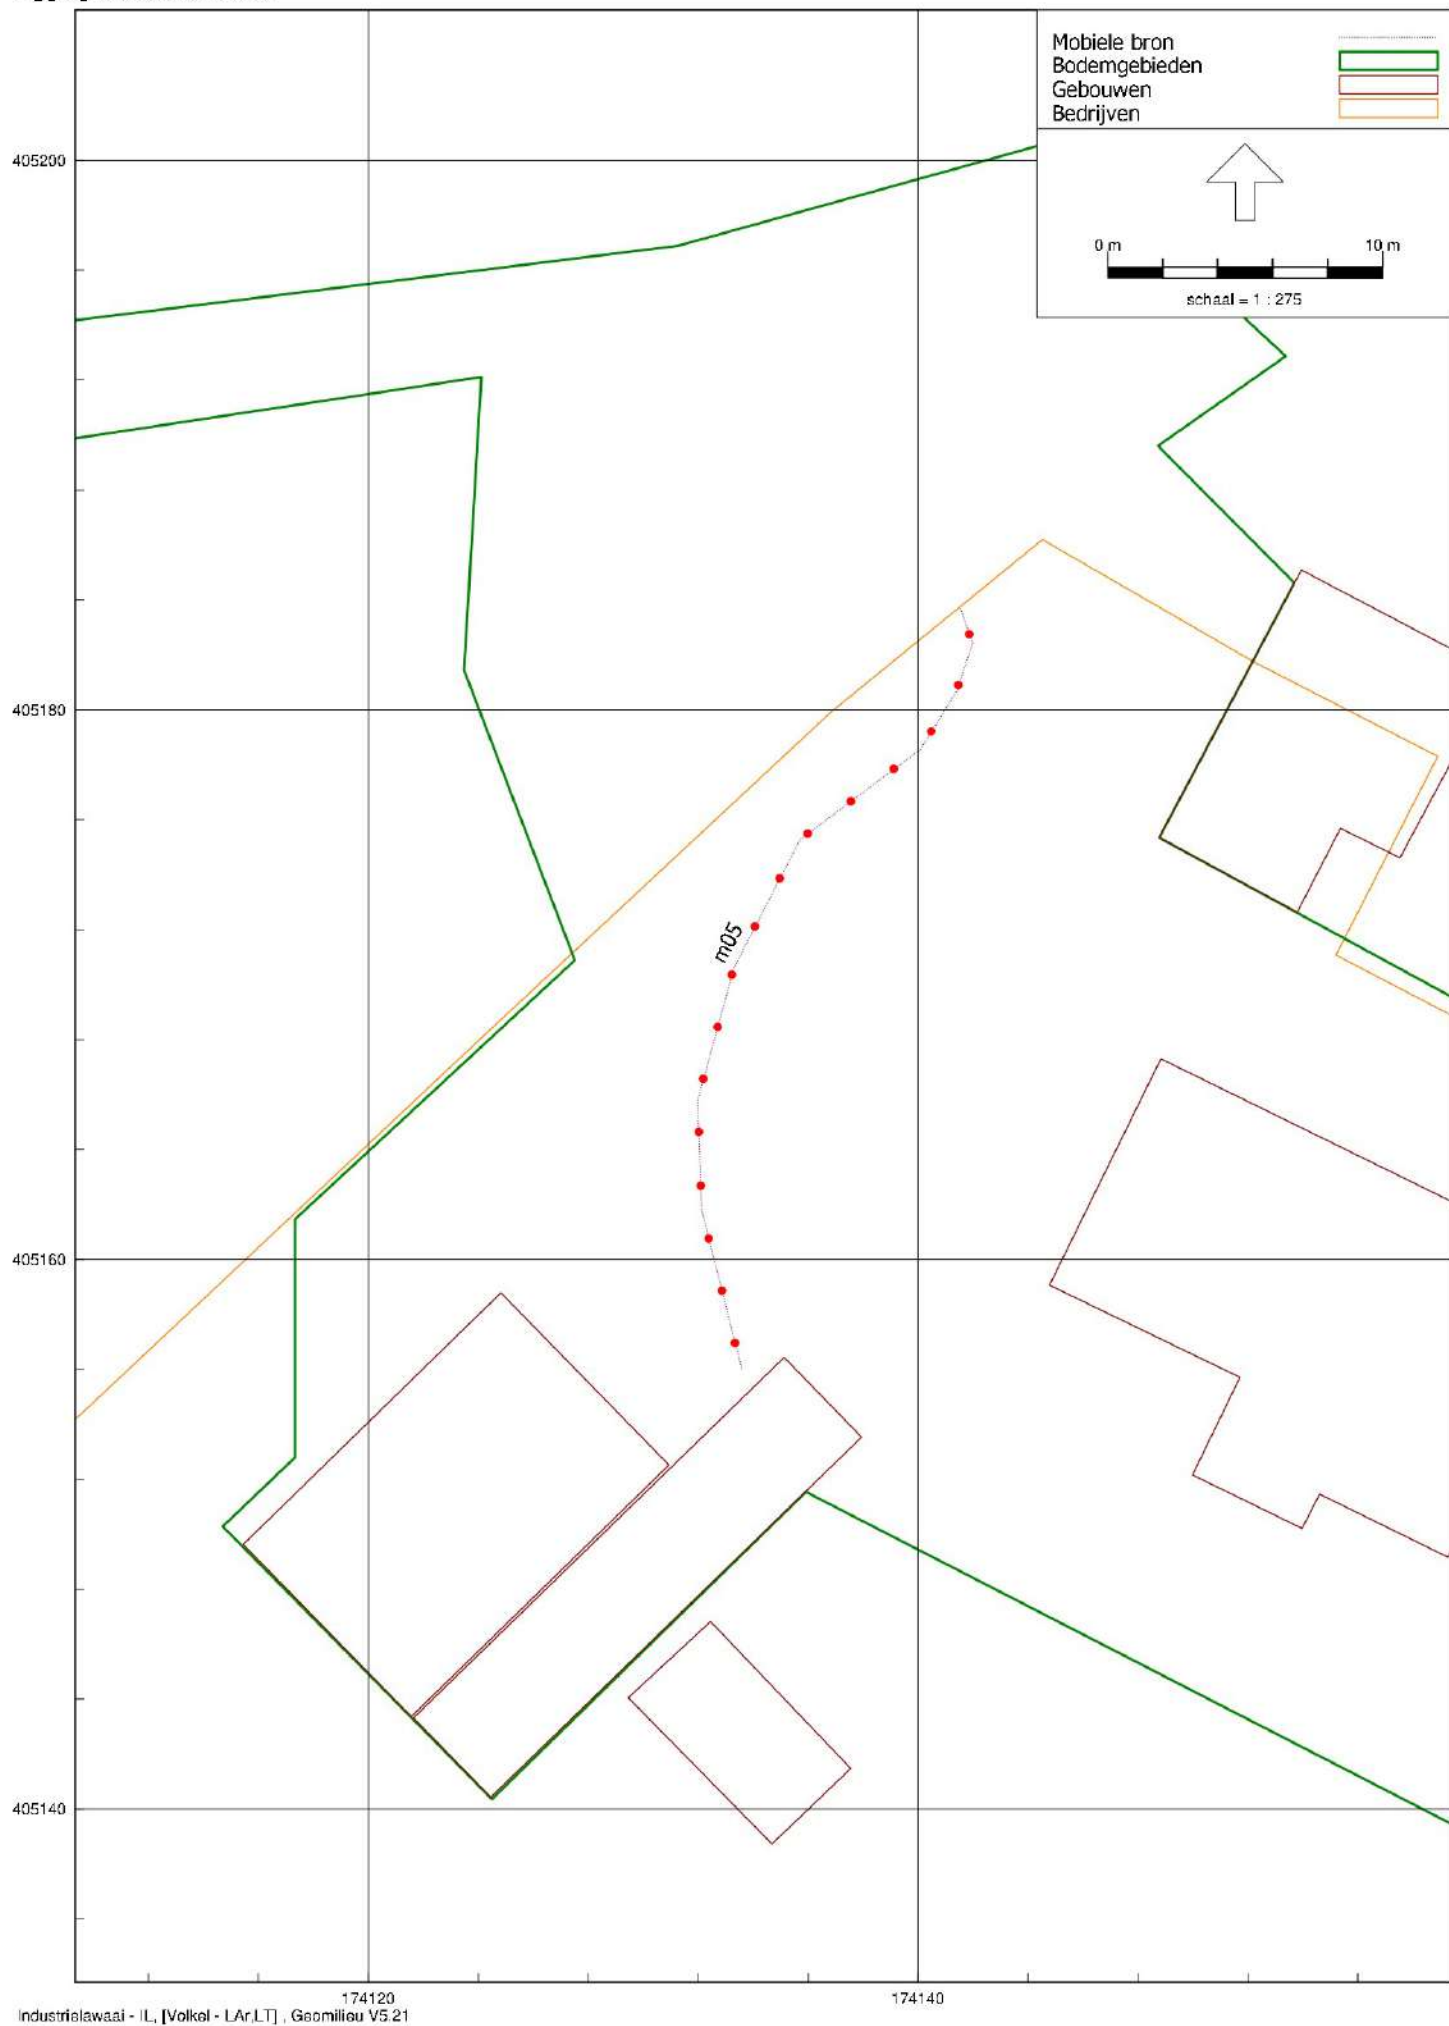 Mobiele bron
Bodemgebieden
Gebouwen
Bedrijven
0 m 10 m
schaal = 1 : 275
405200
405180
m05
405160
405140
174120 174140
Industrielawaai - IL, [Volkel - LAr,LT] , Geomilieu V5.21